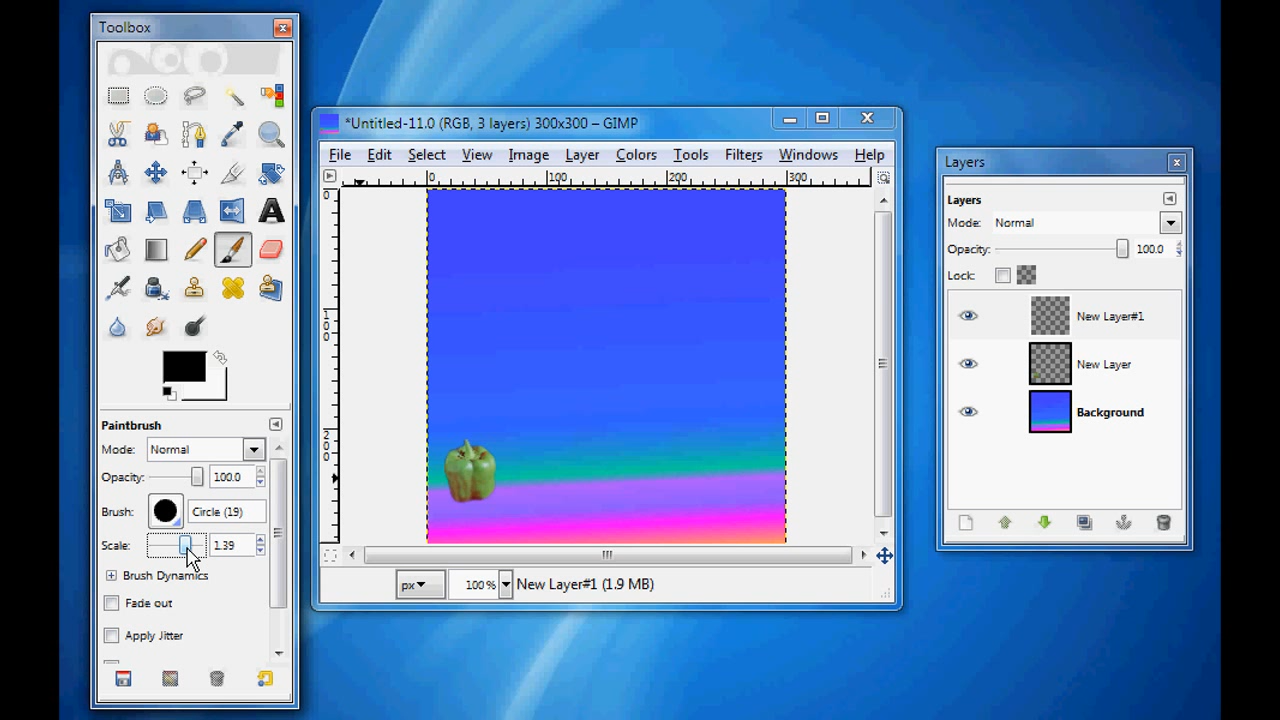 Toolbox
*Untitled-11.0 (RGB, 3 layers) 300x300 – GIMP
File Edit Select View Image Layer Colors Tools Filters Windows Help
0 100 200 300
0
100
200
px
100%
New Layer#1 (1.9 MB)
Paintbrush
Mode: Normal
Opacity: 100.0
Brush: Circle (19)
Scale: 1.39
Brush Dynamics
Fade out
Apply Jitter
Layers
Layers
Mode: Normal
Opacity: 100.0
Lock:
New Layer#1
New Layer
Background